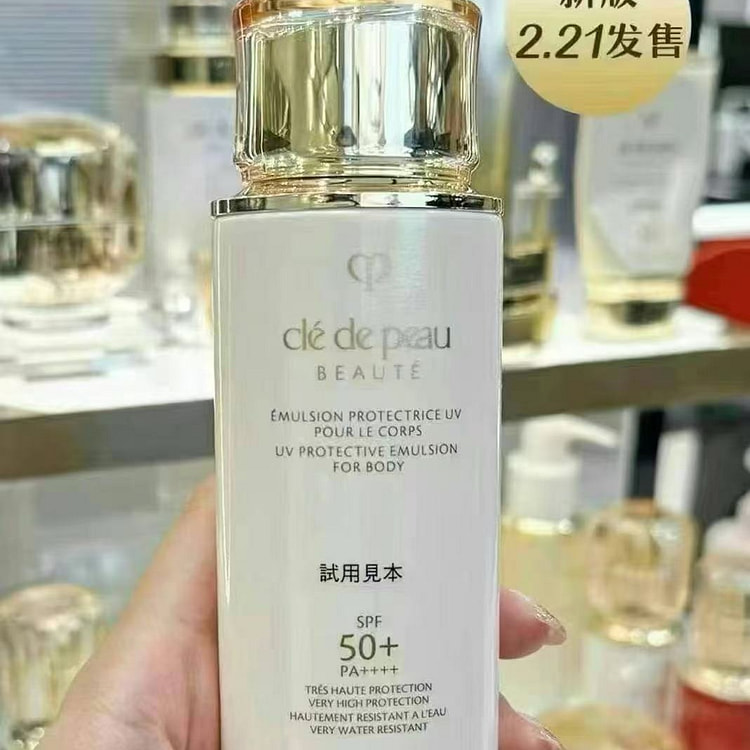 新版
2.21发售
clé de peau
BEAUTÉ
ÉMULSION PROTECTRICE UV
POUR LE CORPS
UV PROTECTIVE EMULSION
FOR BODY
試用見本
SPF
50+
PA++++
TRÈS HAUTE PROTECTION
VERY HIGH PROTECTION
HAUTEMENT RESISTANT A L'EAU
VERY WATER RESISTANT